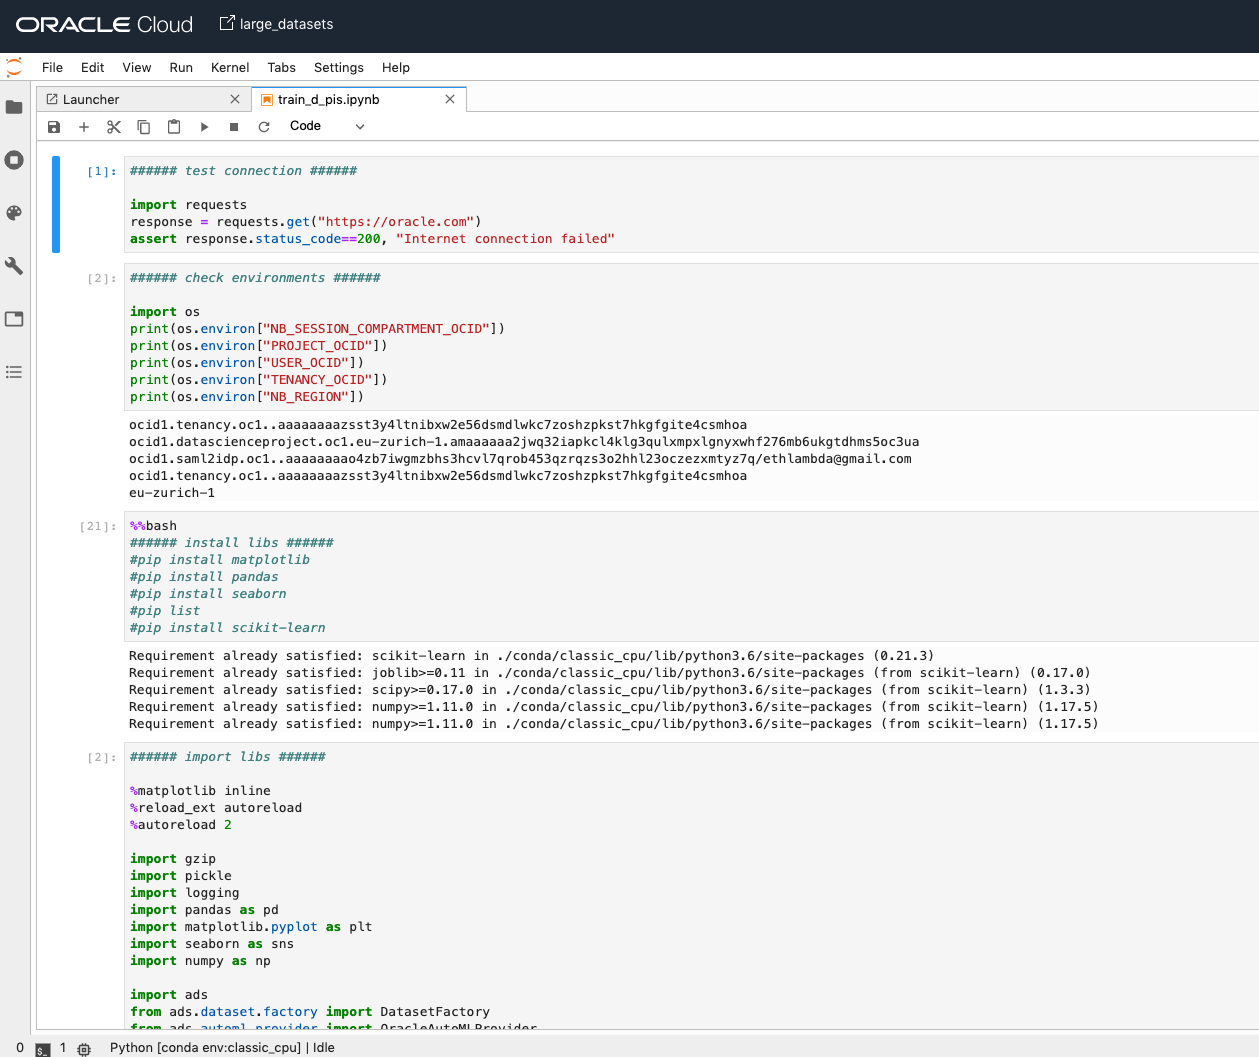 ORACLE Cloud large_datasets
File Edit View Run Kernel Tabs Settings Help
Launcher train_d_pis.ipynb
Code
[1]: ###### test connection ######
import requests
response = requests.get("https://oracle.com")
assert response.status_code==200, "Internet connection failed"
[2]: ###### check environments ######
import os
print(os.environ["NB_SESSION_COMPARTMENT_OCID"])
print(os.environ["PROJECT_OCID"])
print(os.environ["USER_OCID"])
print(os.environ["TENANCY_OCID"])
print(os.environ["NB_REGION"])
ocid1.tenancy.oc1..aaaaaaaazsst3y4ltnibxw2e56dsmdlwkc7zoshzpkst7hkgfgite4csmhoa
ocid1.datascienceproject.oc1.eu-zurich-1.amaaaaaa2jwq32iapkcl4klg3qulxmpxlgnyxwhf276mb6ukgtdhms5oc3ua
ocid1.saml2idp.oc1..aaaaaaaao4zb7iwgmzbhs3hcvl7qrob453qzrqzs3o2hhl23oczezxmtyz7q/ethlambda@gmail.com
ocid1.tenancy.oc1..aaaaaaaazsst3y4ltnibxw2e56dsmdlwkc7zoshzpkst7hkgfgite4csmhoa
eu-zurich-1
[21]: %%bash
###### install libs ######
#pip install matplotlib
#pip install pandas
#pip install seaborn
#pip list
#pip install scikit-learn
Requirement already satisfied: scikit-learn in ./conda/classic_cpu/lib/python3.6/site-packages (0.21.3)
Requirement already satisfied: joblib>=0.11 in ./conda/classic_cpu/lib/python3.6/site-packages (from scikit-learn) (0.17.0)
Requirement already satisfied: scipy>=0.17.0 in ./conda/classic_cpu/lib/python3.6/site-packages (from scikit-learn) (1.3.3)
Requirement already satisfied: numpy>=1.11.0 in ./conda/classic_cpu/lib/python3.6/site-packages (from scikit-learn) (1.17.5)
Requirement already satisfied: numpy>=1.11.0 in ./conda/classic_cpu/lib/python3.6/site-packages (from scikit-learn) (1.17.5)
[2]: ###### import libs ######
%matplotlib inline
%reload_ext autoreload
%autoreload 2
import gzip
import pickle
import logging
import pandas as pd
import matplotlib.pyplot as plt
import seaborn as sns
import numpy as np
import ads
from ads.dataset.factory import DatasetFactory
from ads.automl.provider import OracleAutoMLProvider
0 $_ 1 Python [conda env:classic_cpu] | Idle